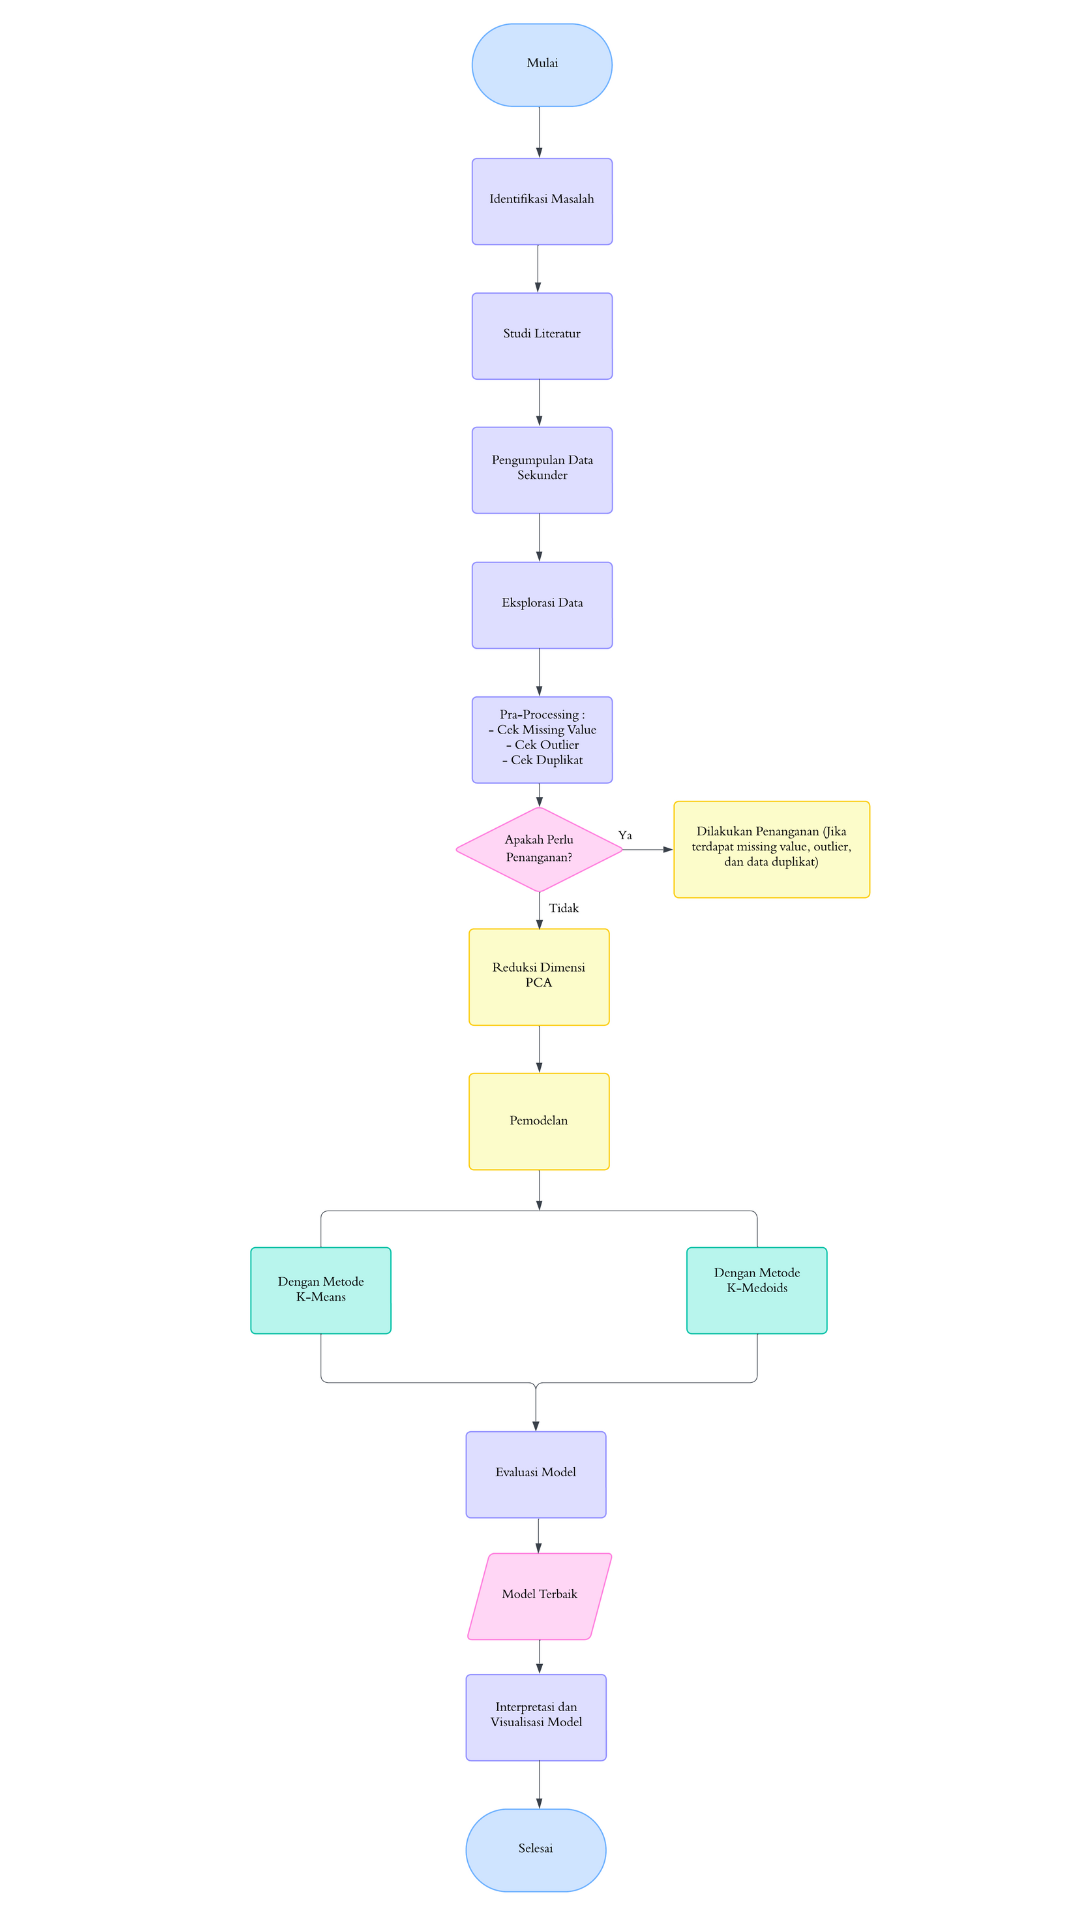 Mulai
Identifikasi Masalah
Studi Literatur
Pengumpulan Data
Sekunder
Eksplorasi Data
Pra-Processing :
- Cek Missing Value
- Cek Outlier
- Cek Duplikat
Apakah Perlu
Penanganan?
Ya
Dilakukan Penanganan (Jika
terdapat missing value, outlier,
dan data duplikat)
Tidak
Reduksi Dimensi
PCA
Pemodelan
Dengan Metode
K-Means
Dengan Metode
K-Medoids
Evaluasi Model
Model Terbaik
Interpretasi dan
Visualisasi Model
Selesai